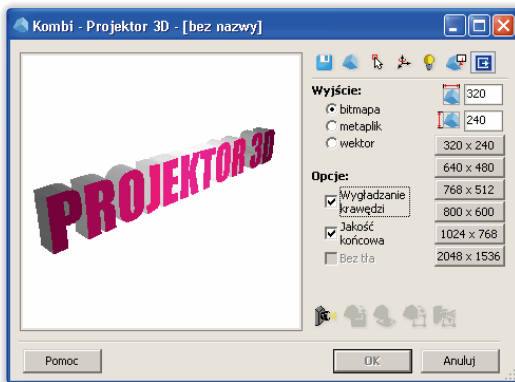 Kombi - Projektor 3D - [bez nazwy]
PROJEKTOR 3D
Wyjście:
bitmapa
metaplik
wektor
Opcje:
Wygładzanie
krawędzi
Jakość
końcowa
Bez tła
320
240
320 x 240
640 x 480
768 x 512
800 x 600
1024 x 768
2048 x 1536
Pomoc
OK
Anuluj